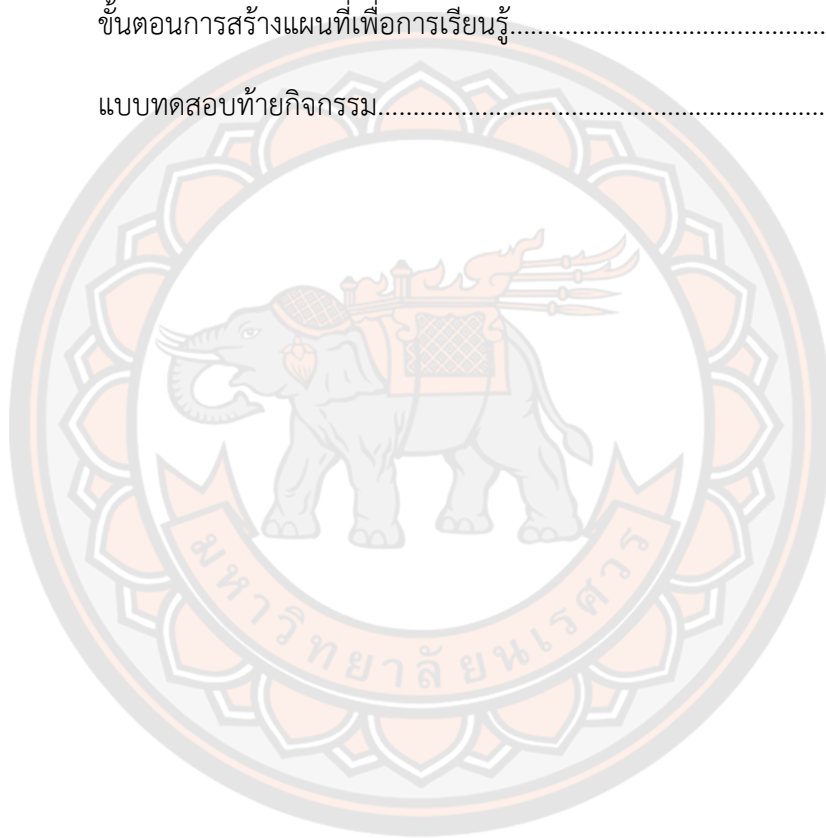 ขั้นตอนการสร้างแผนที่เพื่อการเรียนรู้.............................................
แบบทดสอบท้ายกิจกรรม................................................................
มหาวิทยาลัยนเรศวร